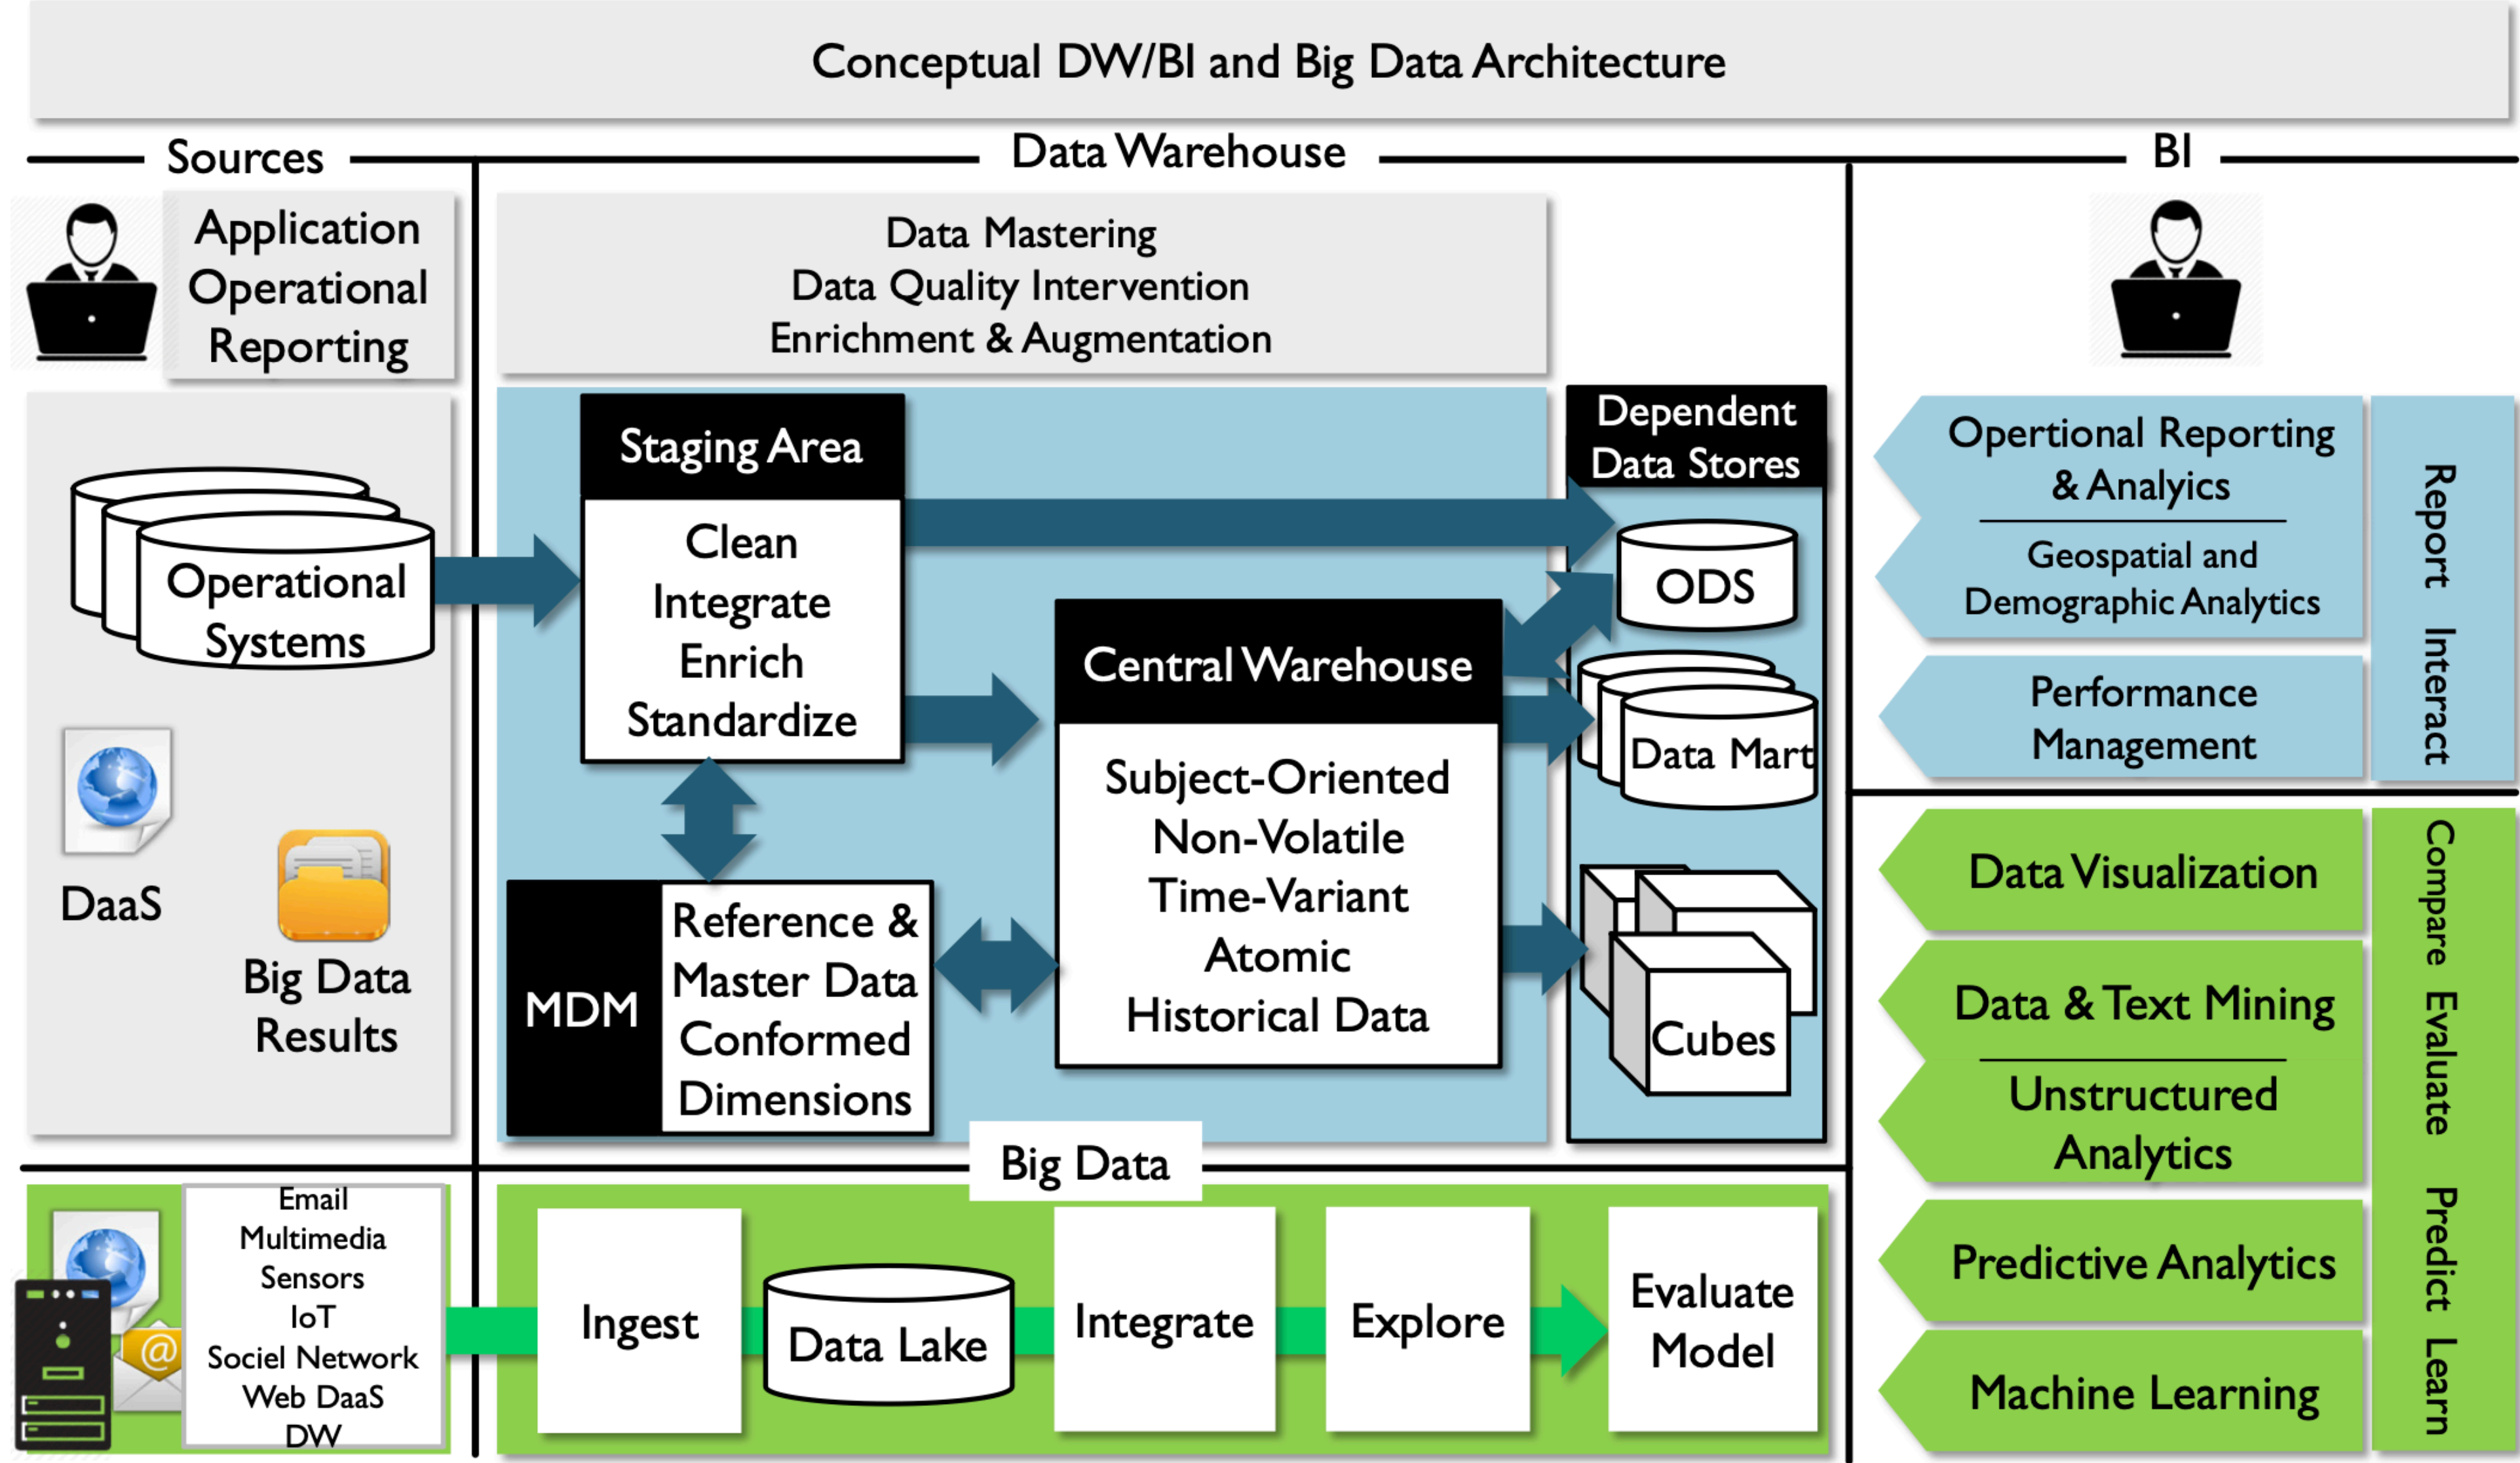 Conceptual DW/BI and Big Data Architecture
Sources
Data Warehouse
BI
Application
Operational
Reporting
Data Mastering
Data Quality Intervention
Enrichment & Augmentation
Operational
Systems
DaaS
Big Data
Results
Staging Area
Clean
Integrate
Enrich
Standardize
MDM
Reference &
Master Data
Conformed
Dimensions
Central Warehouse
Subject-Oriented
Non-Volatile
Time-Variant
Atomic
Historical Data
Dependent
Data Stores
ODS
Data Mart
Cubes
Opertional Reporting
& Analyics
Geospatial and
Demographic Analytics
Performance
Management
Report Interact
Data Visualization
Data & Text Mining
Unstructured
Analytics
Predictive Analytics
Machine Learning
Compare Evaluate Predict Learn
Big Data
Email
Multimedia
Sensors
IoT
Sociel Network
Web DaaS
DW
@
Ingest
Data Lake
Integrate
Explore
Evaluate
Model